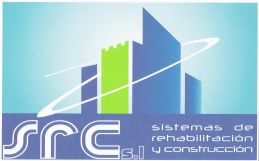 src s.l
sistemas de
rehabilitación
y construcción